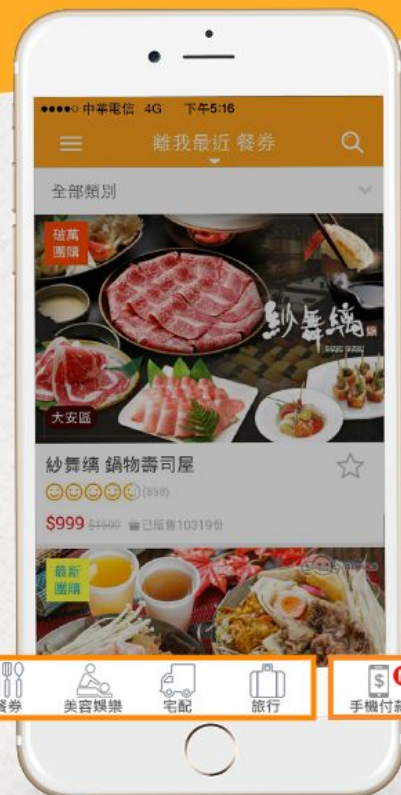 中華電信 4G 下午5:16
離我最近 餐券
全部類別
破萬
團購
紗舞縭
大安區
紗舞縭 鍋物壽司屋
(838)
$999 $1600 已販售10319份
最新
團購
餐券 美容娛樂 宅配 旅行 手機付款